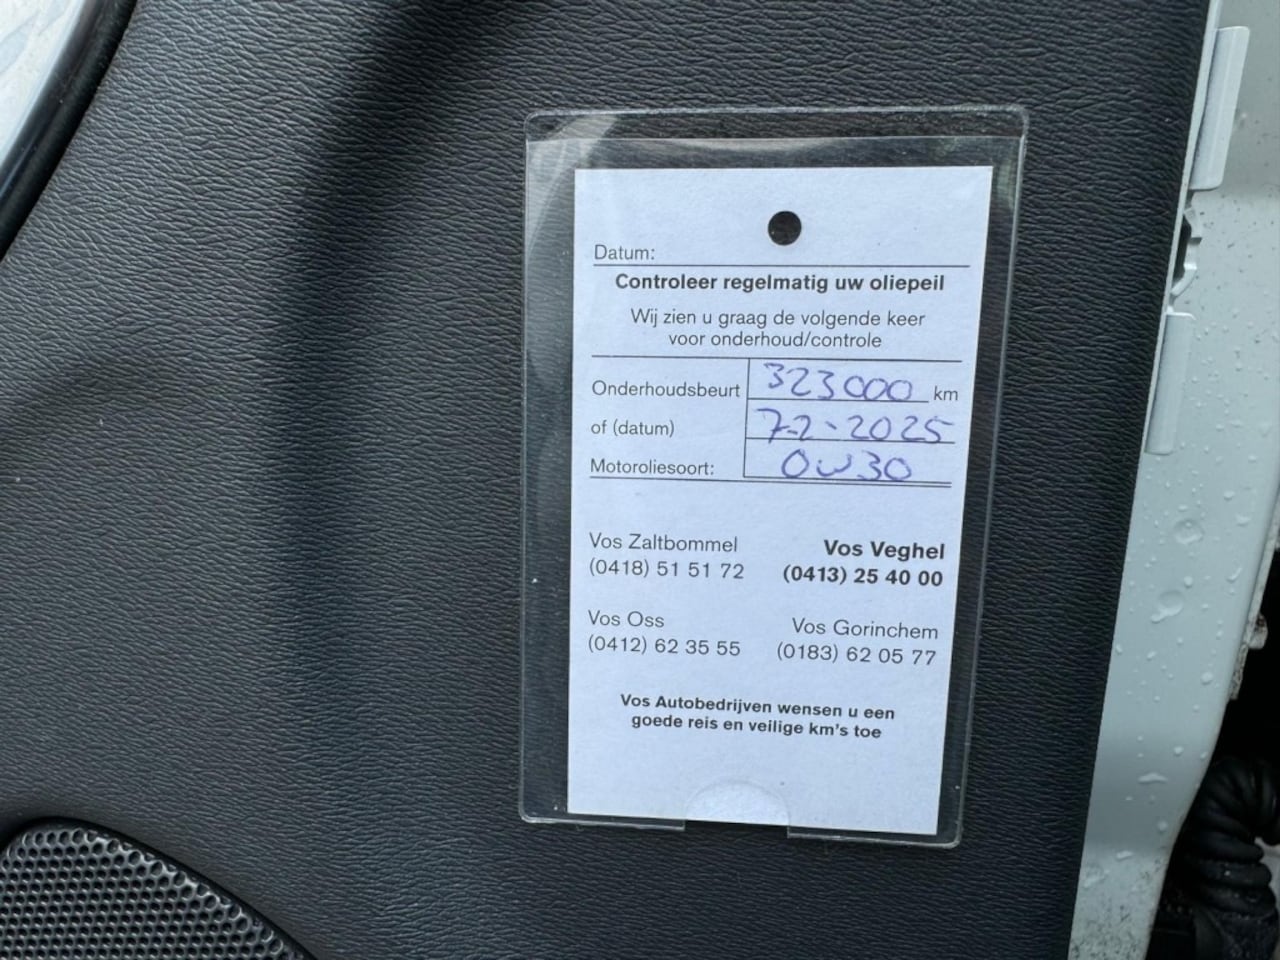 Datum:
Controleer regelmatig uw oliepeil
Wij zien u graag de volgende keer
voor onderhoud/controle
Onderhoudsbeurt 323000 km
of (datum) 7-2-2025
Motoroliesoort: 0W30
Vos Zaltbommel
(0418) 51 51 72
Vos Veghel
(0413) 25 40 00
Vos Oss
(0412) 62 35 55
Vos Gorinchem
(0183) 62 05 77
Vos Autobedrijven wensen u een
goede reis en veilige km's toe